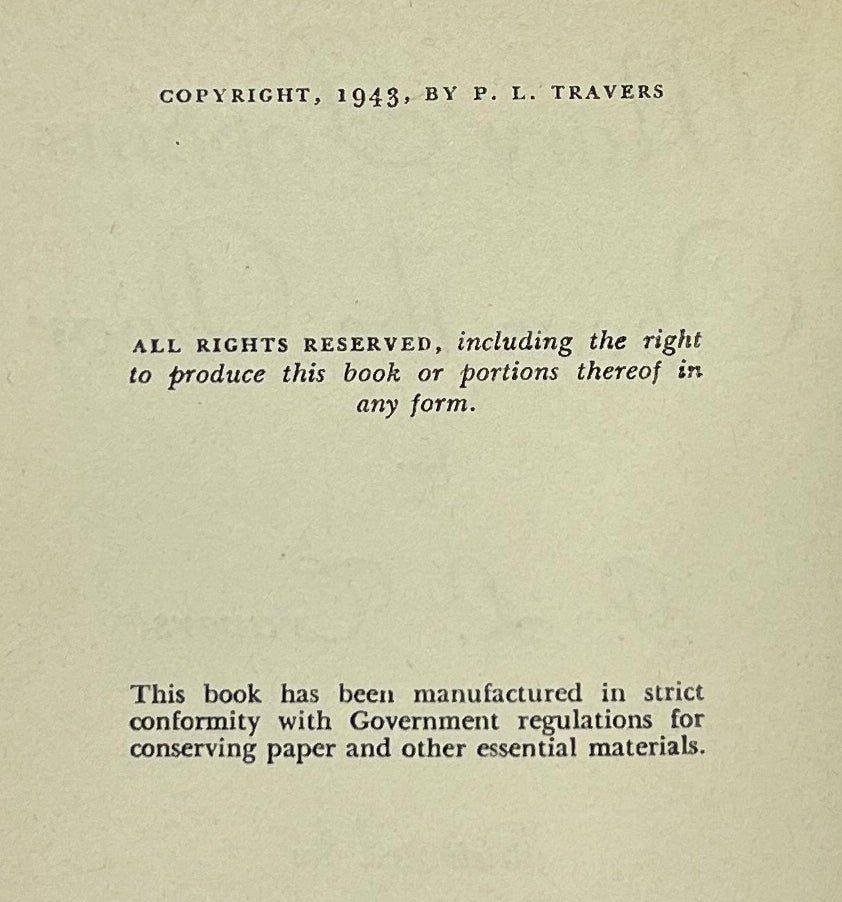 COPYRIGHT, 1943, BY P. L. TRAVERS
ALL RIGHTS RESERVED, including the right
to produce this book or portions thereof in
any form.
This book has been manufactured in strict
conformity with Government regulations for
conserving paper and other essential materials.